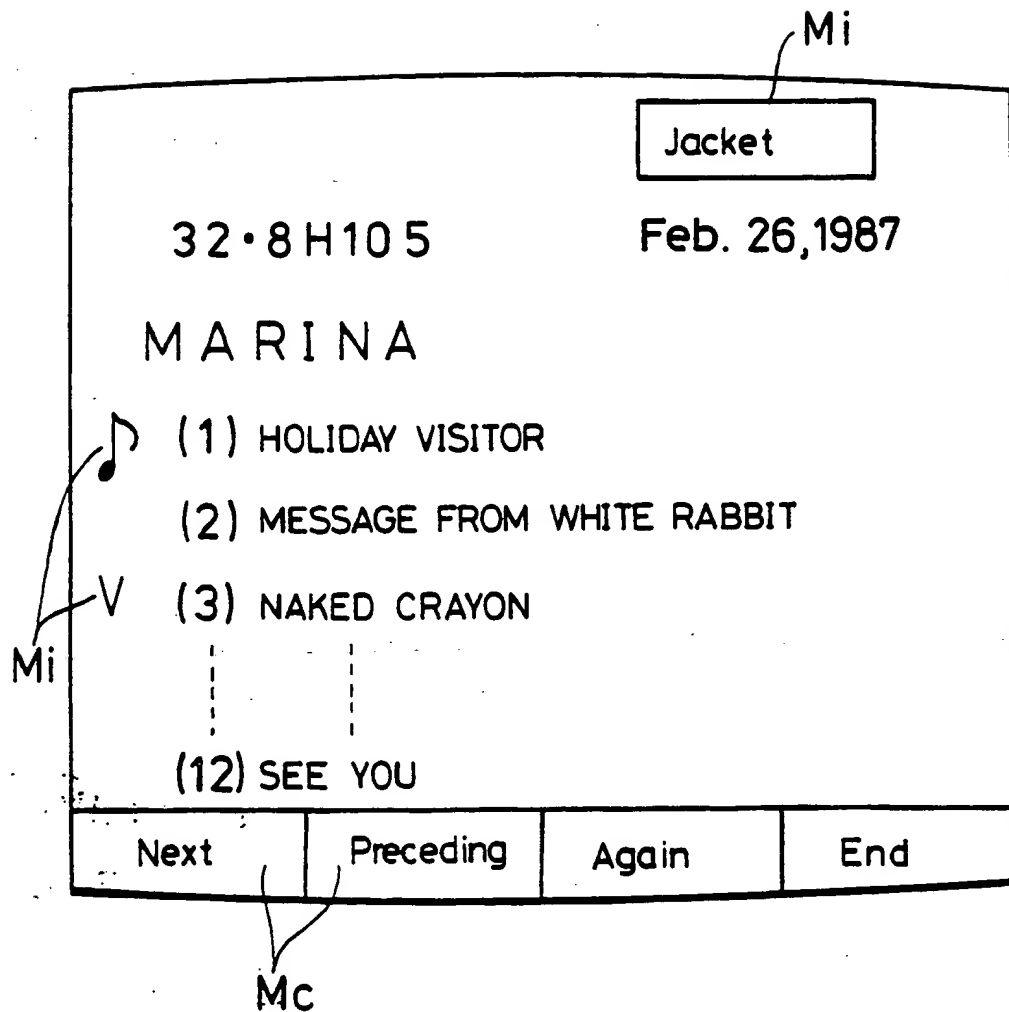 Mi
Jacket
32・8H105 Feb. 26,1987
MARINA
♪ (1) HOLIDAY VISITOR
(2) MESSAGE FROM WHITE RABBIT
V (3) NAKED CRAYON
Mi
(12) SEE YOU
Next Preceding Again End
Mc